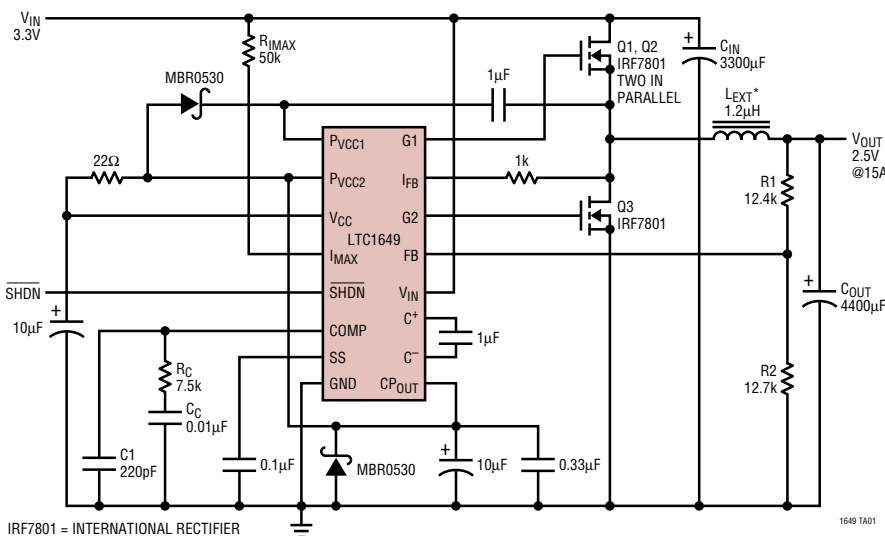 VIN
3.3V
RIMAX
50k
MBR0530
1µF
Q1, Q2
IRF7801
TWO IN
PARALLEL
+
CIN
3300µF
LEXT*
1.2µH
VOUT
2.5V
@15A
22Ω
PVCC1
G1
PVCC2
IFB
1k
VCC
G2
Q3
IRF7801
R1
12.4k
LTC1649
IMAX
FB
SHDN
SHDN
VIN
+
10µF
COMP
C+
1µF
SS
C−
+
COUT
4400µF
RC
7.5k
GND
CPOUT
R2
12.7k
CC
0.01µF
C1
220pF
0.1µF
MBR0530
+
10µF
0.33µF
IRF7801 = INTERNATIONAL RECTIFIER
1649 TA01